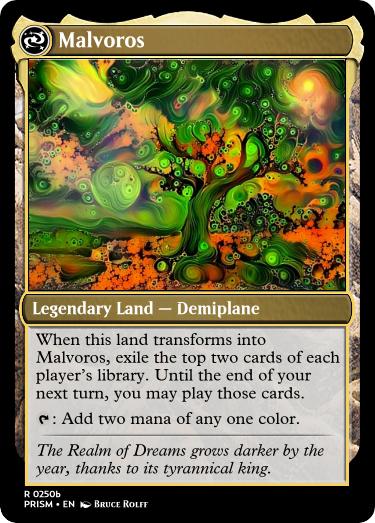 Malvoros
Legendary Land — Demiplane
When this land transforms into
Malvoros, exile the top two cards of each
player's library. Until the end of your
next turn, you may play those cards.
: Add two mana of any one color.
The Realm of Dreams grows darker by the
year, thanks to its tyrannical king.
R 0250b
PRISM • EN Bruce Rolff